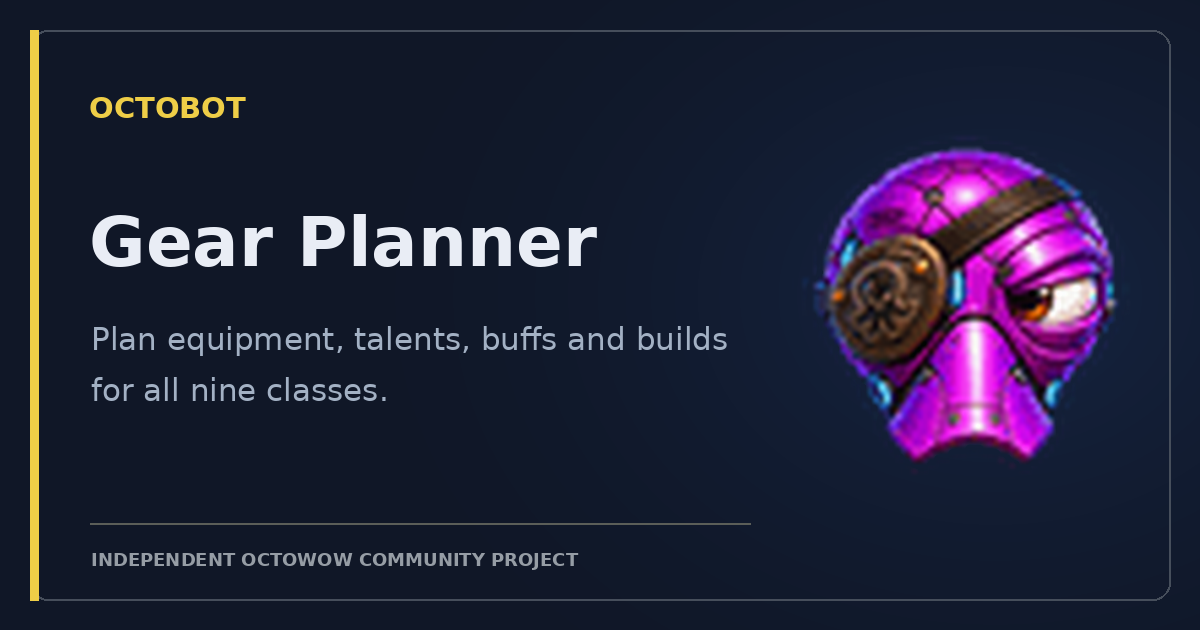 OCTOBOT
Gear Planner
Plan equipment, talents, buffs and builds
for all nine classes.
INDEPENDENT OCTOWOW COMMUNITY PROJECT